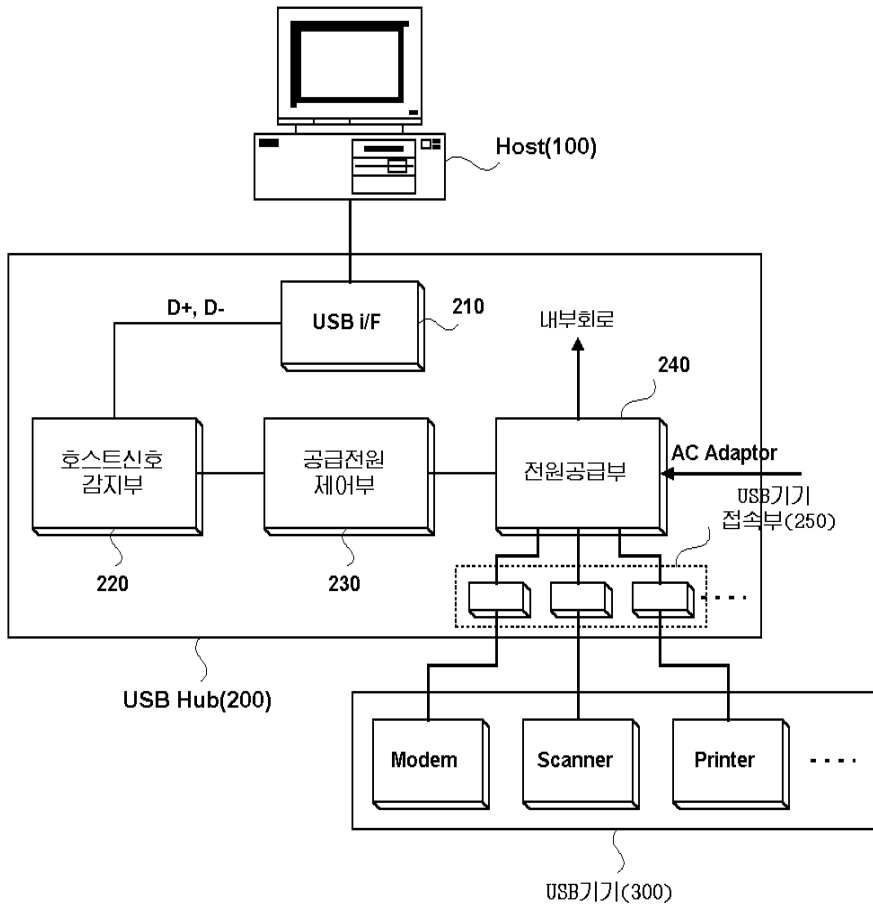 Host(100)
D+, D-
USB i/F
210
내부회로
240
호스트신호
감지부
공급전원
제어부
전원공급부
AC Adaptor
USB기기
접속부(250)
220
230
USB Hub(200)
Modem
Scanner
Printer
USB기기(300)